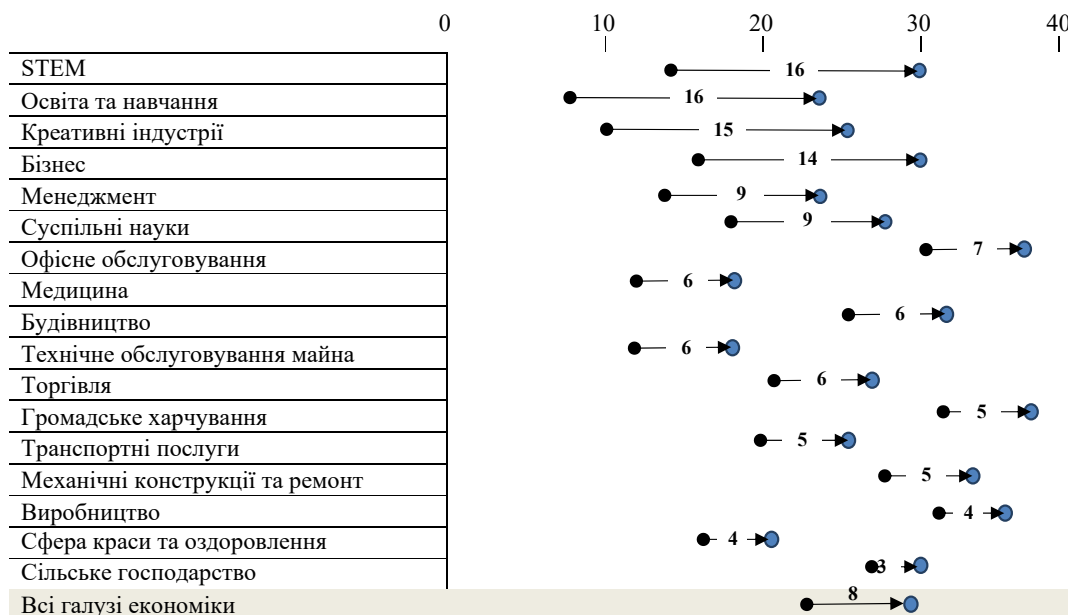 0 10 20 30 40
STEM 16
Освіта та навчання 16
Креативні індустрії 15
Бізнес 14
Менеджмент 9
Суспільні науки 9
Офісне обслуговування 7
Медицина 6
Будівництво 6
Технічне обслуговування майна 6
Торгівля 6
Громадське харчування 5
Транспортні послуги 5
Механічні конструкції та ремонт 5
Виробництво 4
Сфера краси та оздоровлення 4
Сільське господарство 3
Всі галузі економіки 8